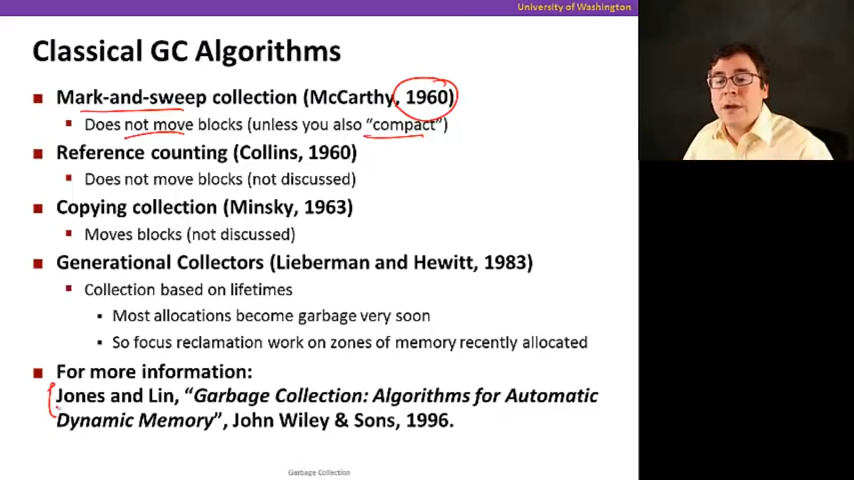 University of Washington
Classical GC Algorithms
Mark-and-sweep collection (McCarthy, 1960)
Does not move blocks (unless you also “compact”)
Reference counting (Collins, 1960)
Does not move blocks (not discussed)
Copying collection (Minsky, 1963)
Moves blocks (not discussed)
Generational Collectors (Lieberman and Hewitt, 1983)
Collection based on lifetimes
Most allocations become garbage very soon
So focus reclamation work on zones of memory recently allocated
For more information:
Jones and Lin, “Garbage Collection: Algorithms for Automatic
Dynamic Memory”, John Wiley & Sons, 1996.
Garbage Collection